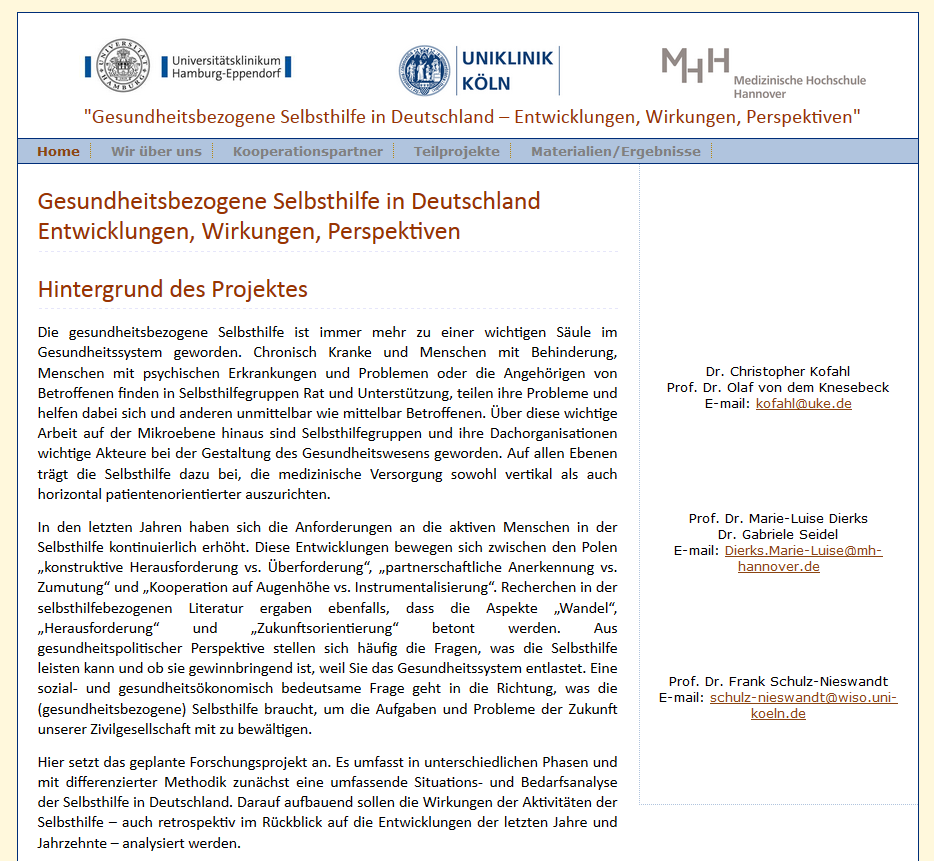 UNIVERSITÄT HAMBURG
Universitätsklinikum
Hamburg-Eppendorf
UNIKLINIK
KÖLN
MHH
Medizinische Hochschule
Hannover
"Gesundheitsbezogene Selbsthilfe in Deutschland – Entwicklungen, Wirkungen, Perspektiven"
Home Wir über uns Kooperationspartner Teilprojekte Materialien/Ergebnisse
Gesundheitsbezogene Selbsthilfe in Deutschland
Entwicklungen, Wirkungen, Perspektiven
Hintergrund des Projektes
Die gesundheitsbezogene Selbsthilfe ist immer mehr zu einer wichtigen Säule im
Gesundheitssystem geworden. Chronisch Kranke und Menschen mit Behinderung,
Menschen mit psychischen Erkrankungen und Problemen oder die Angehörigen von
Betroffenen finden in Selbsthilfegruppen Rat und Unterstützung, teilen ihre Probleme und
helfen dabei sich und anderen unmittelbar wie mittelbar Betroffenen. Über diese wichtige
Arbeit auf der Mikroebene hinaus sind Selbsthilfegruppen und ihre Dachorganisationen
wichtige Akteure bei der Gestaltung des Gesundheitswesens geworden. Auf allen Ebenen
trägt die Selbsthilfe dazu bei, die medizinische Versorgung sowohl vertikal als auch
horizontal patientenorientierter auszurichten.
In den letzten Jahren haben sich die Anforderungen an die aktiven Menschen in der
Selbsthilfe kontinuierlich erhöht. Diese Entwicklungen bewegen sich zwischen den Polen
„konstruktive Herausforderung vs. Überforderung“, „partnerschaftliche Anerkennung vs.
Zumutung“ und „Kooperation auf Augenhöhe vs. Instrumentalisierung“. Recherchen in der
selbsthilfebezogenen Literatur ergaben ebenfalls, dass die Aspekte „Wandel“,
„Herausforderung“ und „Zukunftsorientierung“ betont werden. Aus
gesundheitspolitischer Perspektive stellen sich häufig die Fragen, was die Selbsthilfe
leisten kann und ob sie gewinnbringend ist, weil Sie das Gesundheitssystem entlastet. Eine
sozial- und gesundheitsökonomisch bedeutsame Frage geht in die Richtung, was die
(gesundheitsbezogene) Selbsthilfe braucht, um die Aufgaben und Probleme der Zukunft
unserer Zivilgesellschaft mit zu bewältigen.
Hier setzt das geplante Forschungsprojekt an. Es umfasst in unterschiedlichen Phasen und
mit differenzierter Methodik zunächst eine umfassende Situations- und Bedarfsanalyse
der Selbsthilfe in Deutschland. Darauf aufbauend sollen die Wirkungen der Aktivitäten der
Selbsthilfe – auch retrospektiv im Rückblick auf die Entwicklungen der letzten Jahre und
Jahrzehnte – analysiert werden.
Dr. Christopher Kofahl
Prof. Dr. Olaf von dem Knesebeck
E-mail: kofahl@uke.de
Prof. Dr. Marie-Luise Dierks
Dr. Gabriele Seidel
E-mail: Dierks.Marie-Luise@mh-
hannover.de
Prof. Dr. Frank Schulz-Nieswandt
E-mail: schulz-nieswandt@wiso.uni-
koeln.de